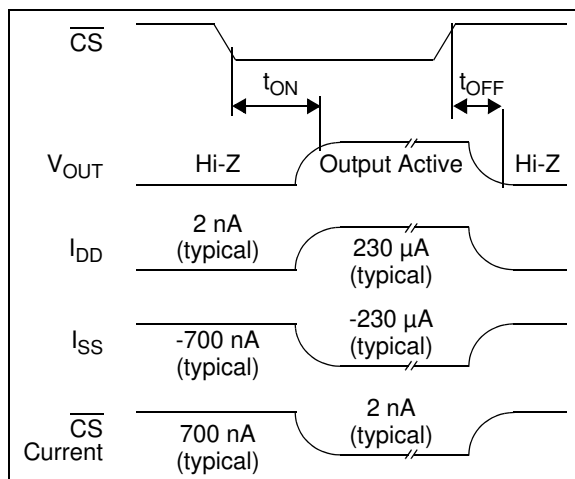 CS
tON
tOFF
VOUT
Hi-Z
Output Active
Hi-Z
IDD
2 nA
(typical)
230 µA
(typical)
ISS
-700 nA
(typical)
-230 µA
(typical)
CS
Current
700 nA
(typical)
2 nA
(typical)